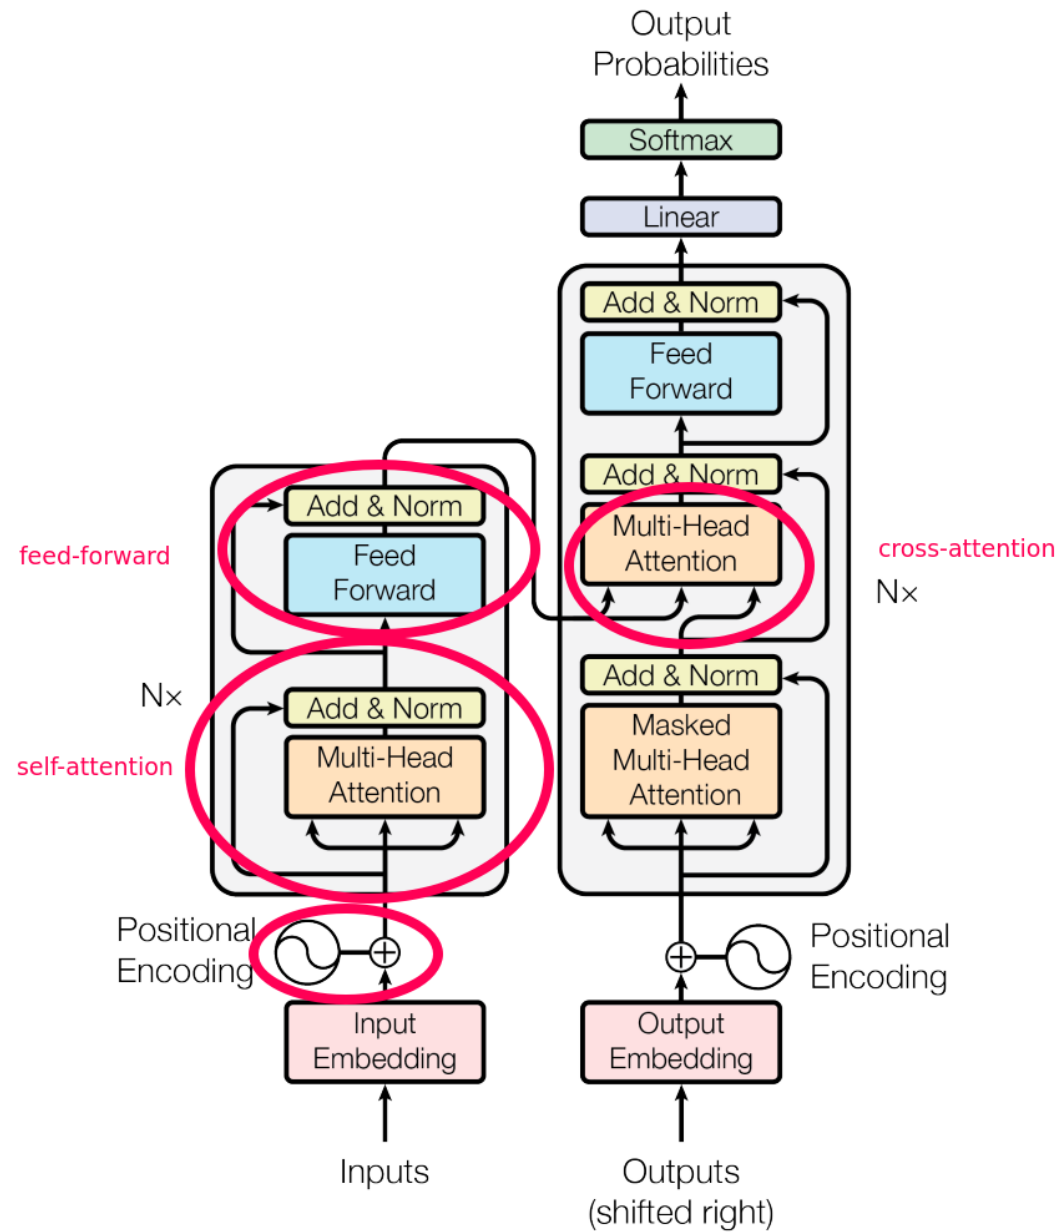 Output
Probabilities
Softmax
Linear
Add & Norm
Feed
Forward
Add & Norm
Multi-Head
Attention
cross-attention
N×
Add & Norm
Masked
Multi-Head
Attention
Add & Norm
feed-forward
Feed
Forward
N×
Add & Norm
self-attention
Multi-Head
Attention
Positional
Encoding
Positional
Encoding
Input
Embedding
Output
Embedding
Inputs
Outputs
(shifted right)